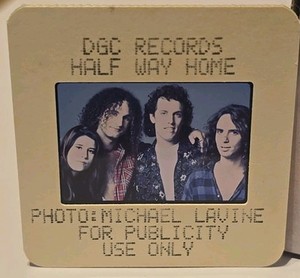 DGC RECORDS
HALF WAY HOME
PHOTO:MICHAEL LAVINE
FOR PUBLICITY
USE ONLY